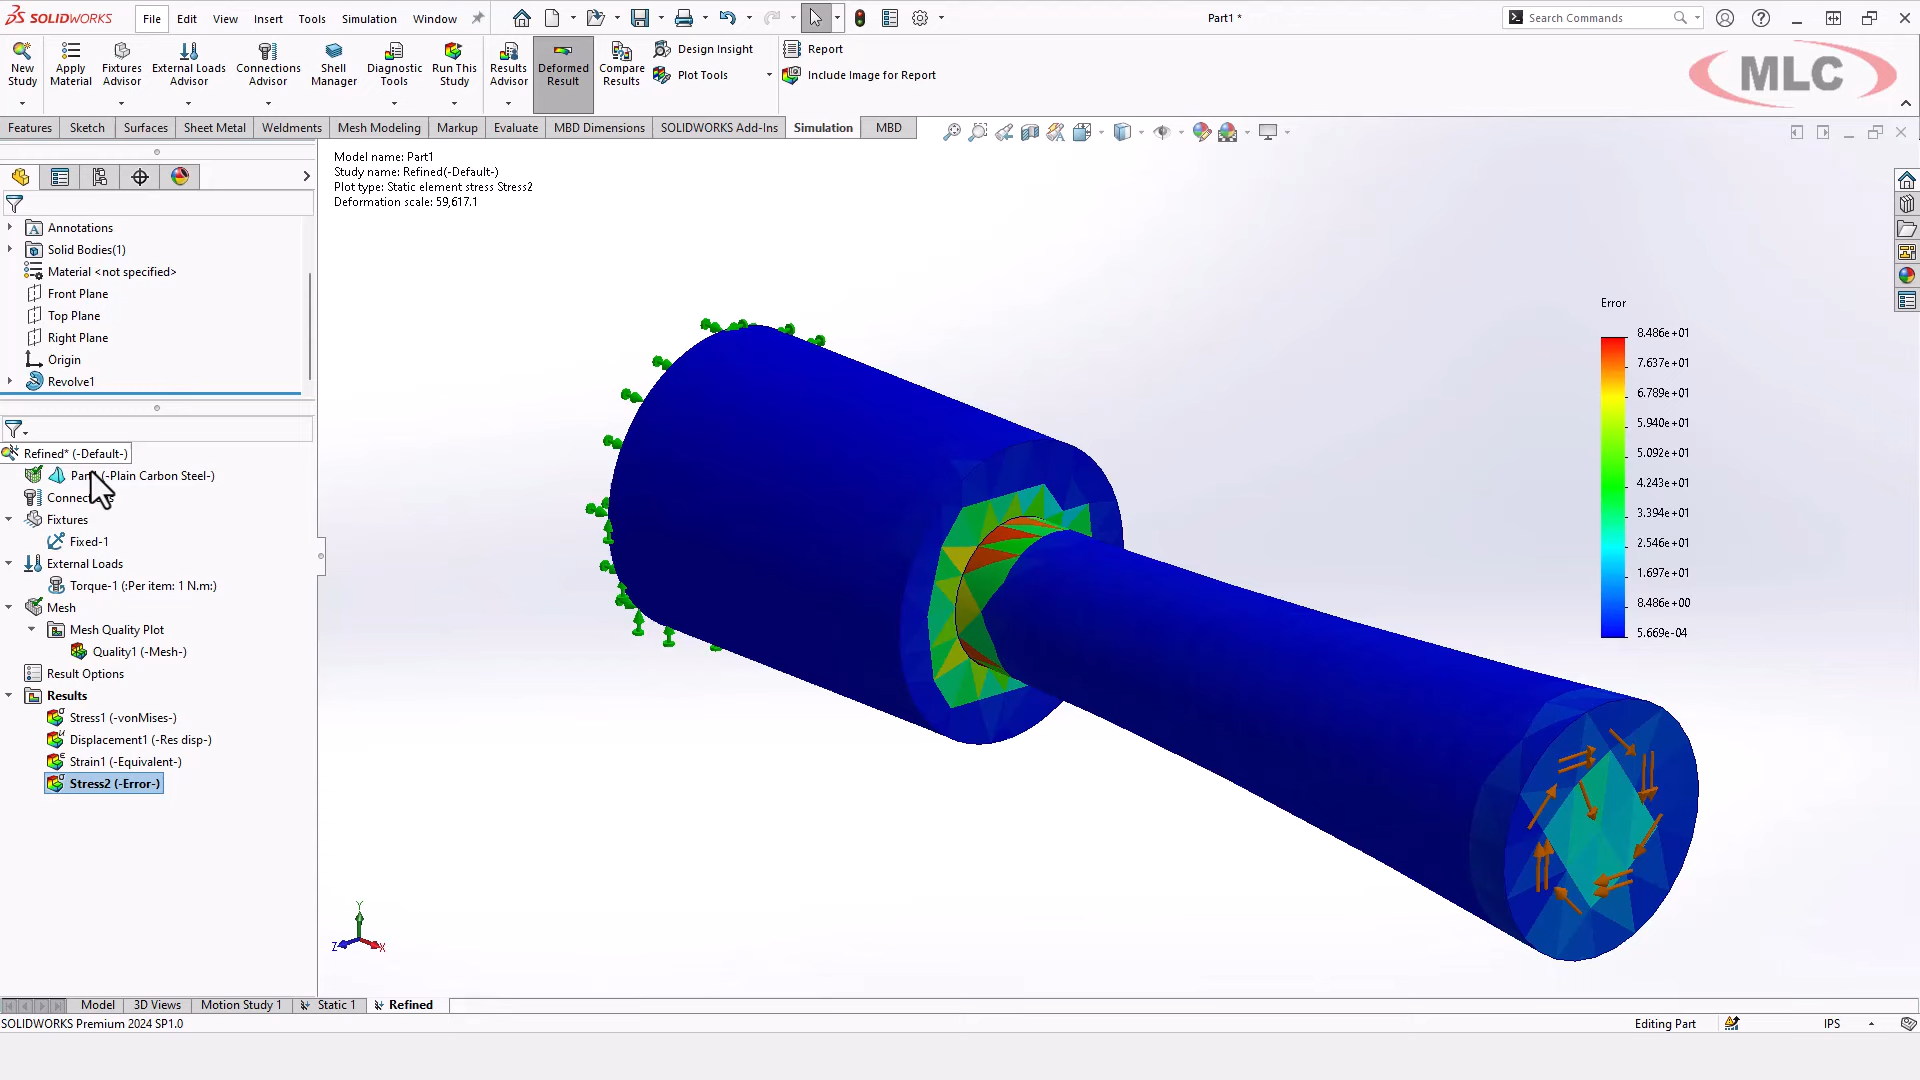 SOLIDWORKS
File Edit View Insert Tools Simulation Window
Part1 *
Search Commands
New Study
Apply Material
Fixtures Advisor
External Loads Advisor
Connections Advisor
Shell Manager
Diagnostic Tools
Run This Study
Results Advisor
Deformed Result
Compare Results
Design Insight
Plot Tools
Report
Include Image for Report
MLC
Features Sketch Surfaces Sheet Metal Weldments Mesh Modeling Markup Evaluate MBD Dimensions SOLIDWORKS Add-Ins Simulation MBD
Model name: Part1
Study name: Refined(-Default-)
Plot type: Static element stress Stress2
Deformation scale: 59,617.1
Annotations
Solid Bodies(1)
Material <not specified>
Front Plane
Top Plane
Right Plane
Origin
Revolve1
Refined* (-Default-)
(-Plain Carbon Steel-)
Fixtures
Fixed-1
External Loads
Torque-1 (:Per item: 1 N.m:)
Mesh
Mesh Quality Plot
Quality1 (-Mesh-)
Result Options
Results
Stress1 (-vonMises-)
Displacement1 (-Res disp-)
Strain1 (-Equivalent-)
Stress2 (-Error-)
Error
8.486e+01
7.637e+01
6.789e+01
5.940e+01
5.092e+01
4.243e+01
3.394e+01
2.546e+01
1.697e+01
8.486e+00
5.669e-04
Y
Z
X
Model 3D Views Motion Study 1 Static 1 Refined
SOLIDWORKS Premium 2024 SP1.0
Editing Part
IPS